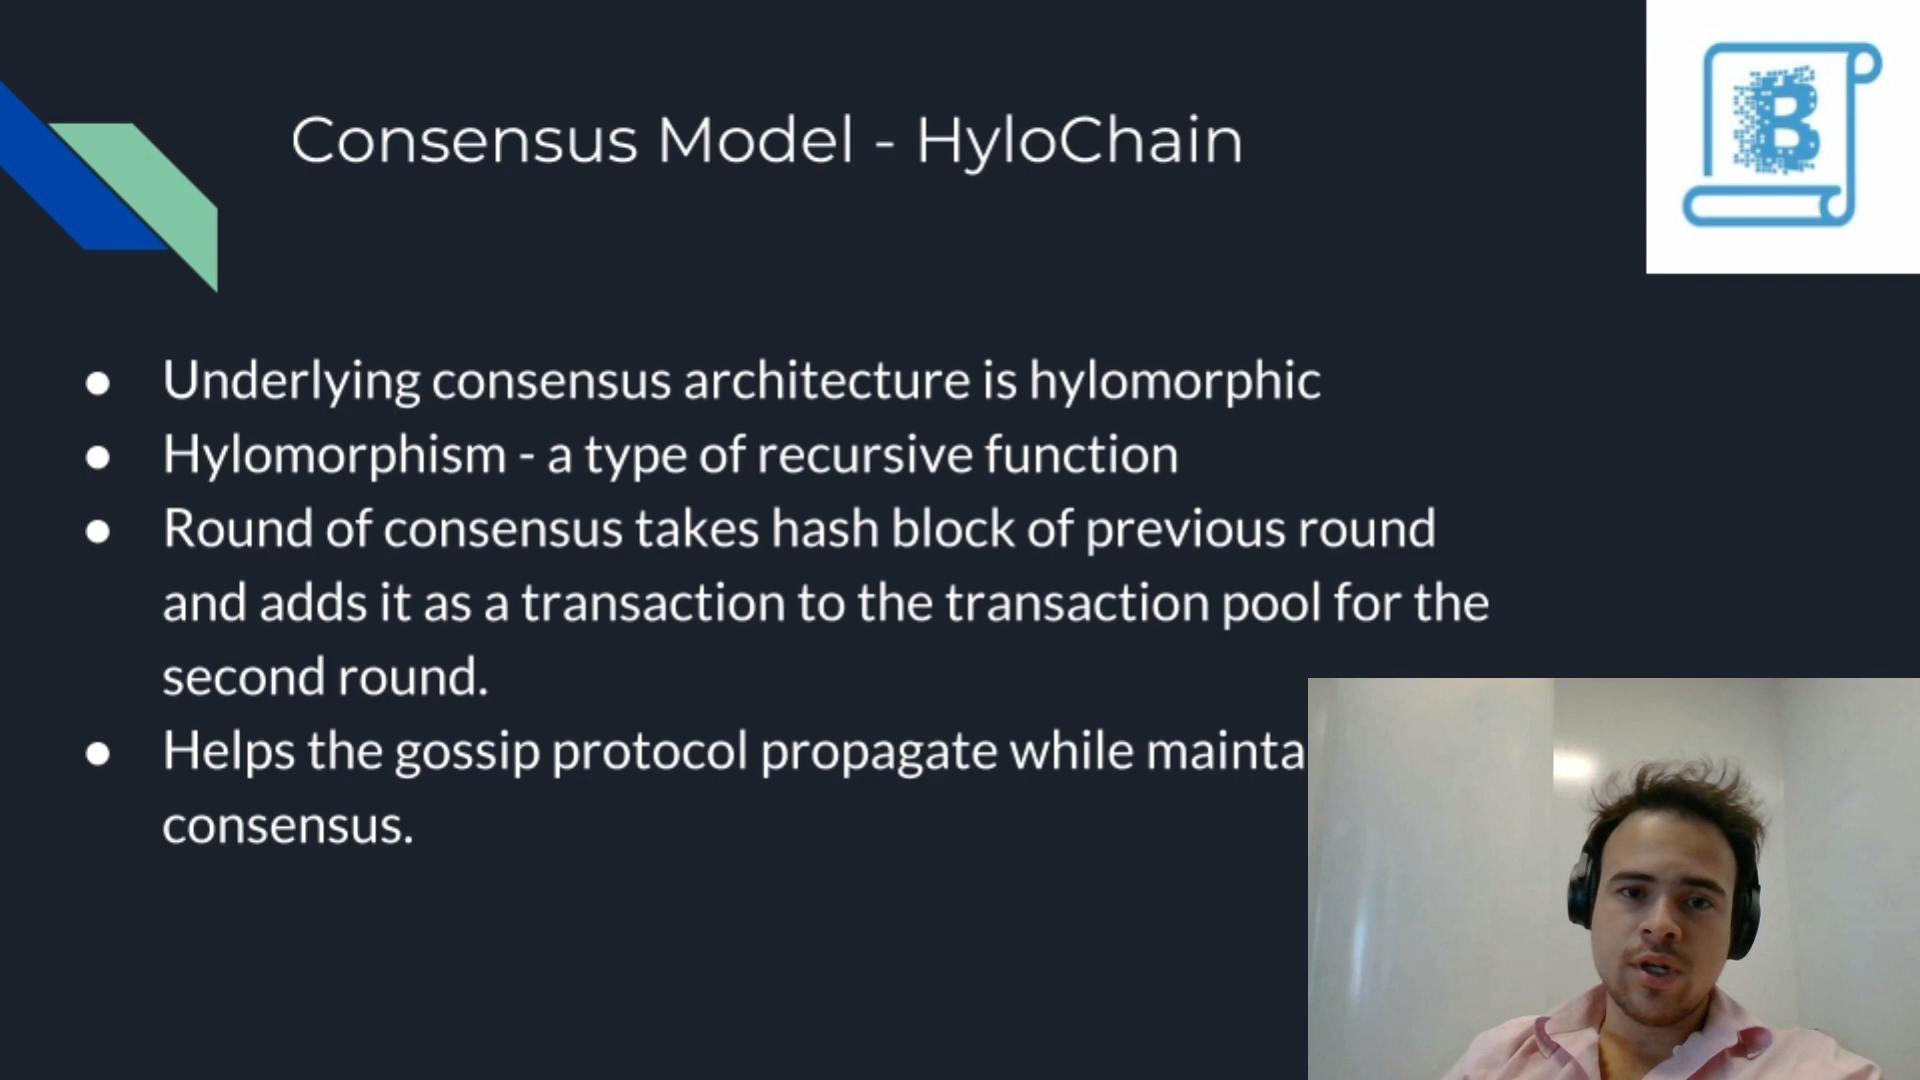 Consensus Model - HyloChain
● Underlying consensus architecture is hylomorphic
● Hylomorphism - a type of recursive function
● Round of consensus takes hash block of previous round
and adds it as a transaction to the transaction pool for the
second round.
● Helps the gossip protocol propagate while mainta
consensus.